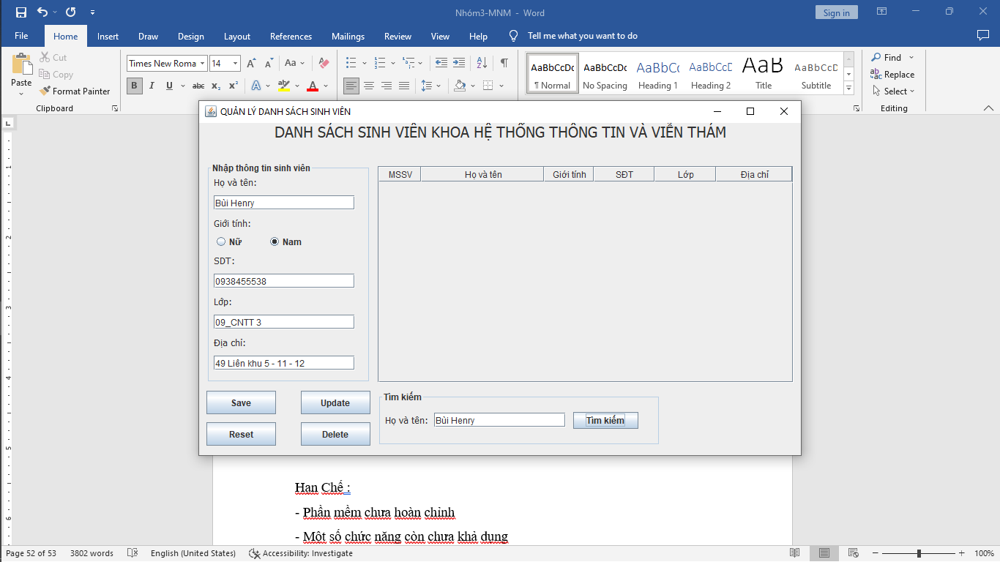 Nhóm3-MNM - Word
Sign in
File Home Insert Draw Design Layout References Mailings Review View Help Tell me what you want to do
Paste
Cut
Copy
Format Painter
Clipboard
Times New Roma 14
AaBbCcDc AaBbCcDc AaBbCc AaBbCcD AaB AaBbCcD
¶ Normal No Spacing Heading 1 Heading 2 Title Subtitle
Find
Replace
Select
Editing
QUẢN LÝ DANH SÁCH SINH VIÊN
DANH SÁCH SINH VIÊN KHOA HỆ THỐNG THÔNG TIN VÀ VIỄN THÁM
Nhập thông tin sinh viên
Họ và tên:
Bùi Henry
Giới tính:
Nữ Nam
SDT:
0938455538
Lớp:
09_CNTT 3
Địa chỉ:
49 Liên khu 5 - 11 - 12
MSSV Họ và tên Giới tính SĐT Lớp Địa chỉ
Save Update
Reset Delete
Tìm kiếm
Họ và tên: Bùi Henry Tìm kiếm
Hạn Chế :
- Phần mềm chưa hoàn chỉnh
- Một số chức năng còn chưa khả dụng
Page 52 of 53 3802 words English (United States) Accessibility: Investigate 100%